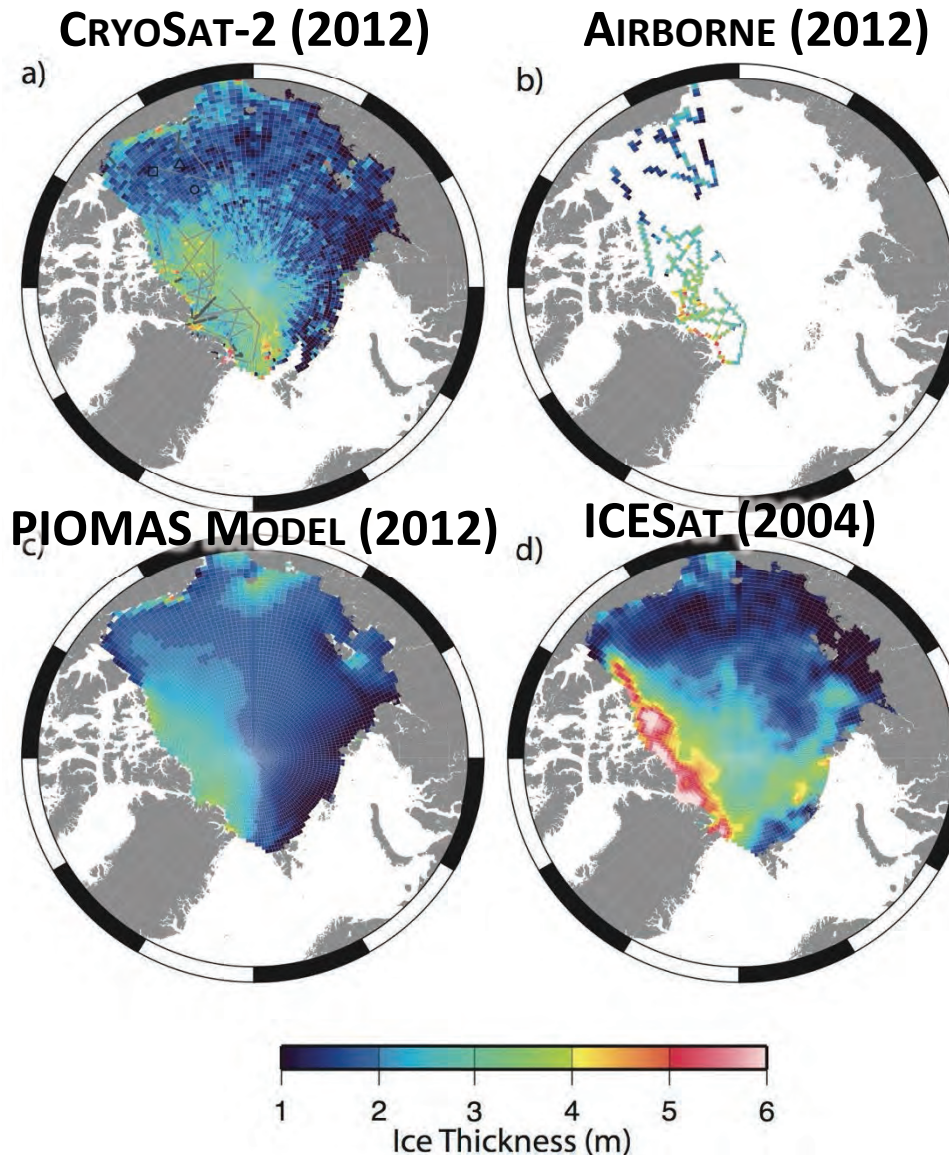 CRYOSAT-2 (2012)
AIRBORNE (2012)
a)
b)
PIOMAS MODEL (2012)
ICESAT (2004)
c)
d)
1 2 3 4 5 6
Ice Thickness (m)